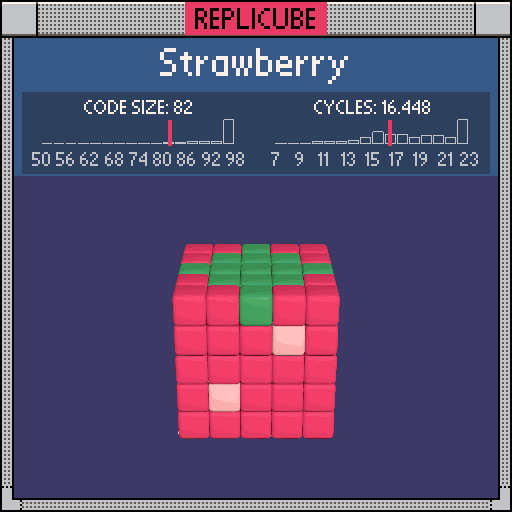 REPLICUBE
Strawberry
CODE SIZE: 82 CYCLES: 16.448
50 56 62 68 74 80 86 92 98 7 9 11 13 15 17 19 21 23